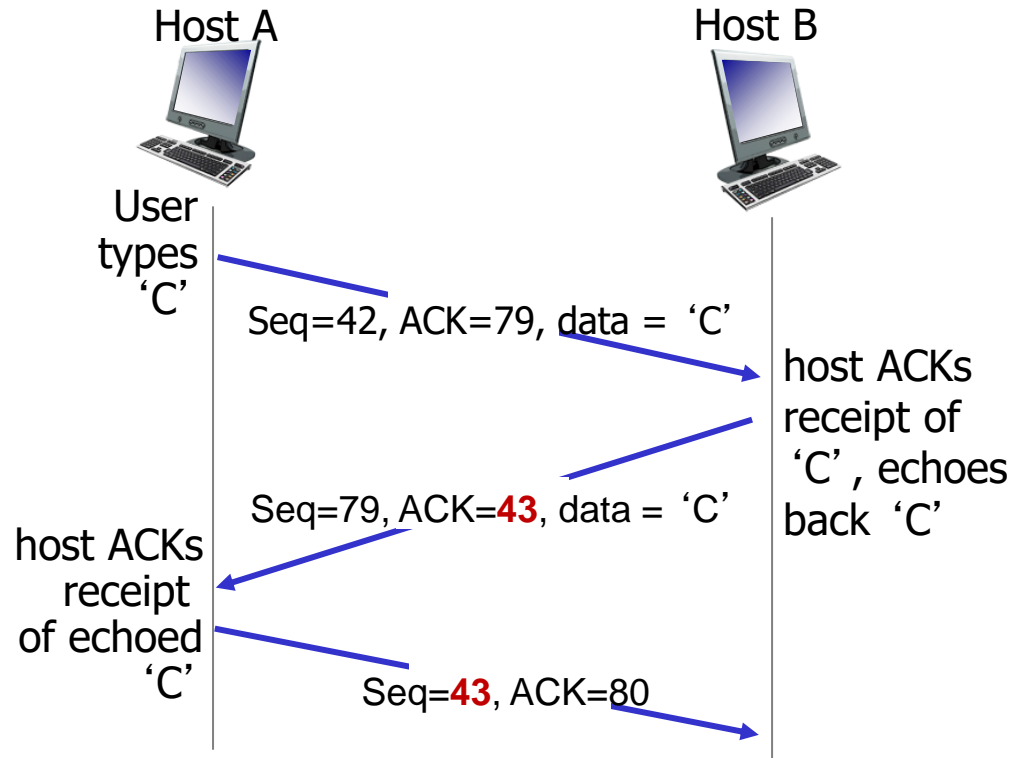 Host A
Host B
User
types
‘C’
Seq=42, ACK=79, data = ‘C’
host ACKs
receipt of
‘C’, echoes
back ‘C’
Seq=79, ACK=43, data = ‘C’
host ACKs
receipt
of echoed
‘C’
Seq=43, ACK=80